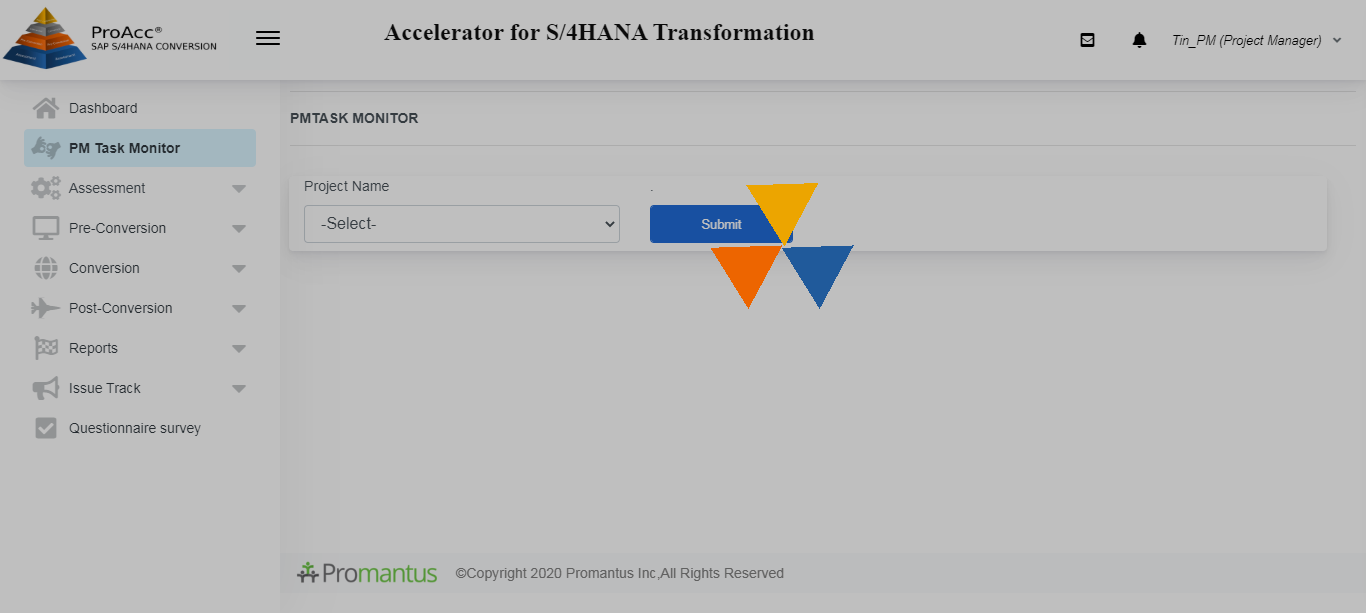 ProAcc®
SAP S/4HANA CONVERSION
Accelerator for S/4HANA Transformation
Tin_PM (Project Manager)
Dashboard
PM Task Monitor
Assessment
Pre-Conversion
Conversion
Post-Conversion
Reports
Issue Track
Questionnaire survey
PMTASK MONITOR
Project Name
.
-Select-
Submit
Promantus
©Copyright 2020 Promantus Inc,All Rights Reserved